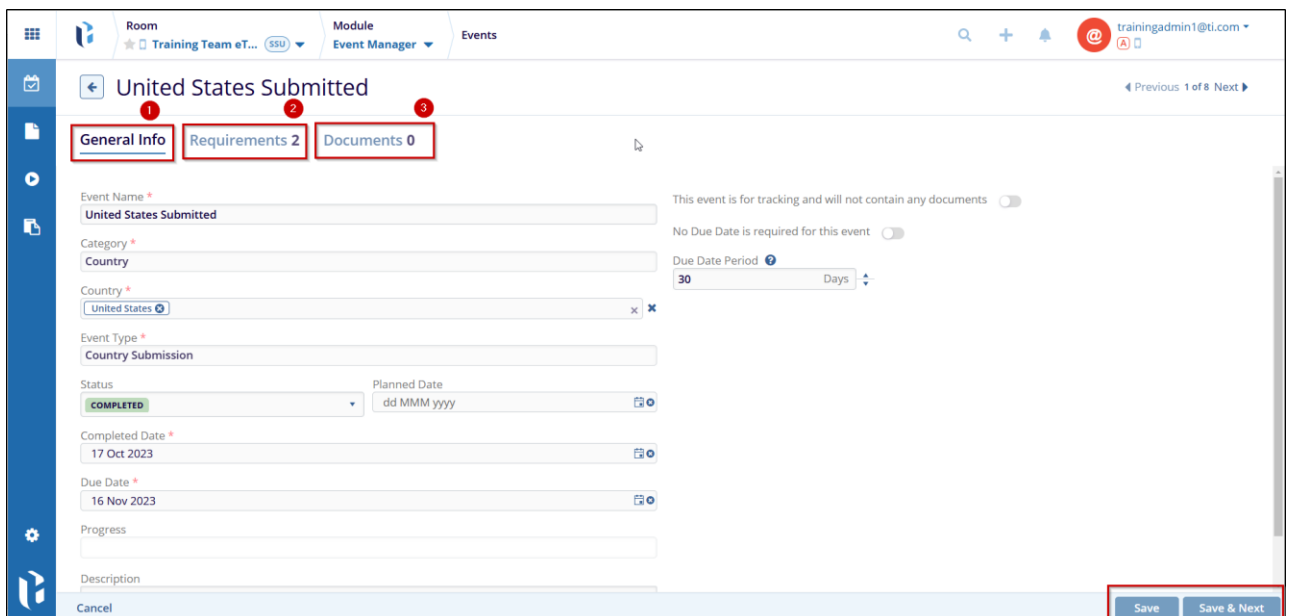 Room
Training Team eT... SSU
Module
Event Manager
Events
@
trainingadmin1@ti.com
A
United States Submitted
Previous 1 of 8 Next
1
2
3
General Info
Requirements 2
Documents 0
Event Name *
United States Submitted
Category *
Country
Country *
United States
Event Type *
Country Submission
Status
COMPLETED
Planned Date
dd MMM yyyy
Completed Date *
17 Oct 2023
Due Date *
16 Nov 2023
Progress
Description
This event is for tracking and will not contain any documents
No Due Date is required for this event
Due Date Period ?
30 Days
Cancel
Save
Save & Next